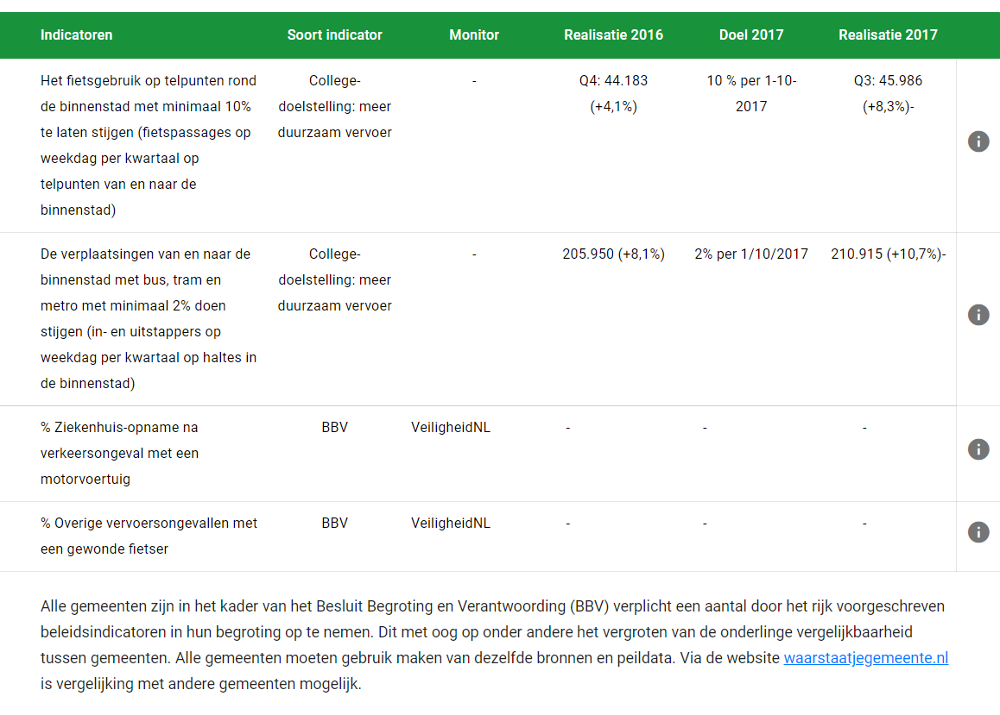 Indicatoren Soort indicator Monitor Realisatie 2016 Doel 2017 Realisatie 2017
Het fietsgebruik op telpunten rond College- - Q4: 44.183 10 % per 1-10- Q3: 45.986
de binnenstad met minimaal 10% doelstelling: meer (+4,1%) 2017 (+8,3%)-
te laten stijgen (fietspassages op duurzaam vervoer
weekdag per kwartaal op
telpunten van en naar de
binnenstad)
De verplaatsingen van en naar de College- - 205.950 (+8,1%) 2% per 1/10/2017 210.915 (+10,7%)-
binnenstad met bus, tram en doelstelling: meer
metro met minimaal 2% doen duurzaam vervoer
stijgen (in- en uitstappers op
weekdag per kwartaal op haltes in
de binnenstad)
% Ziekenhuis-opname na BBV VeiligheidNL - - -
verkeersongeval met een
motorvoertuig
% Overige vervoersongevallen met BBV VeiligheidNL - - -
een gewonde fietser
Alle gemeenten zijn in het kader van het Besluit Begroting en Verantwoording (BBV) verplicht een aantal door het rijk voorgeschreven
beleidsindicatoren in hun begroting op te nemen. Dit met oog op onder andere het vergroten van de onderlinge vergelijkbaarheid
tussen gemeenten. Alle gemeenten moeten gebruik maken van dezelfde bronnen en peildata. Via de website waarstaatjegemeente.nl
is vergelijking met andere gemeenten mogelijk.